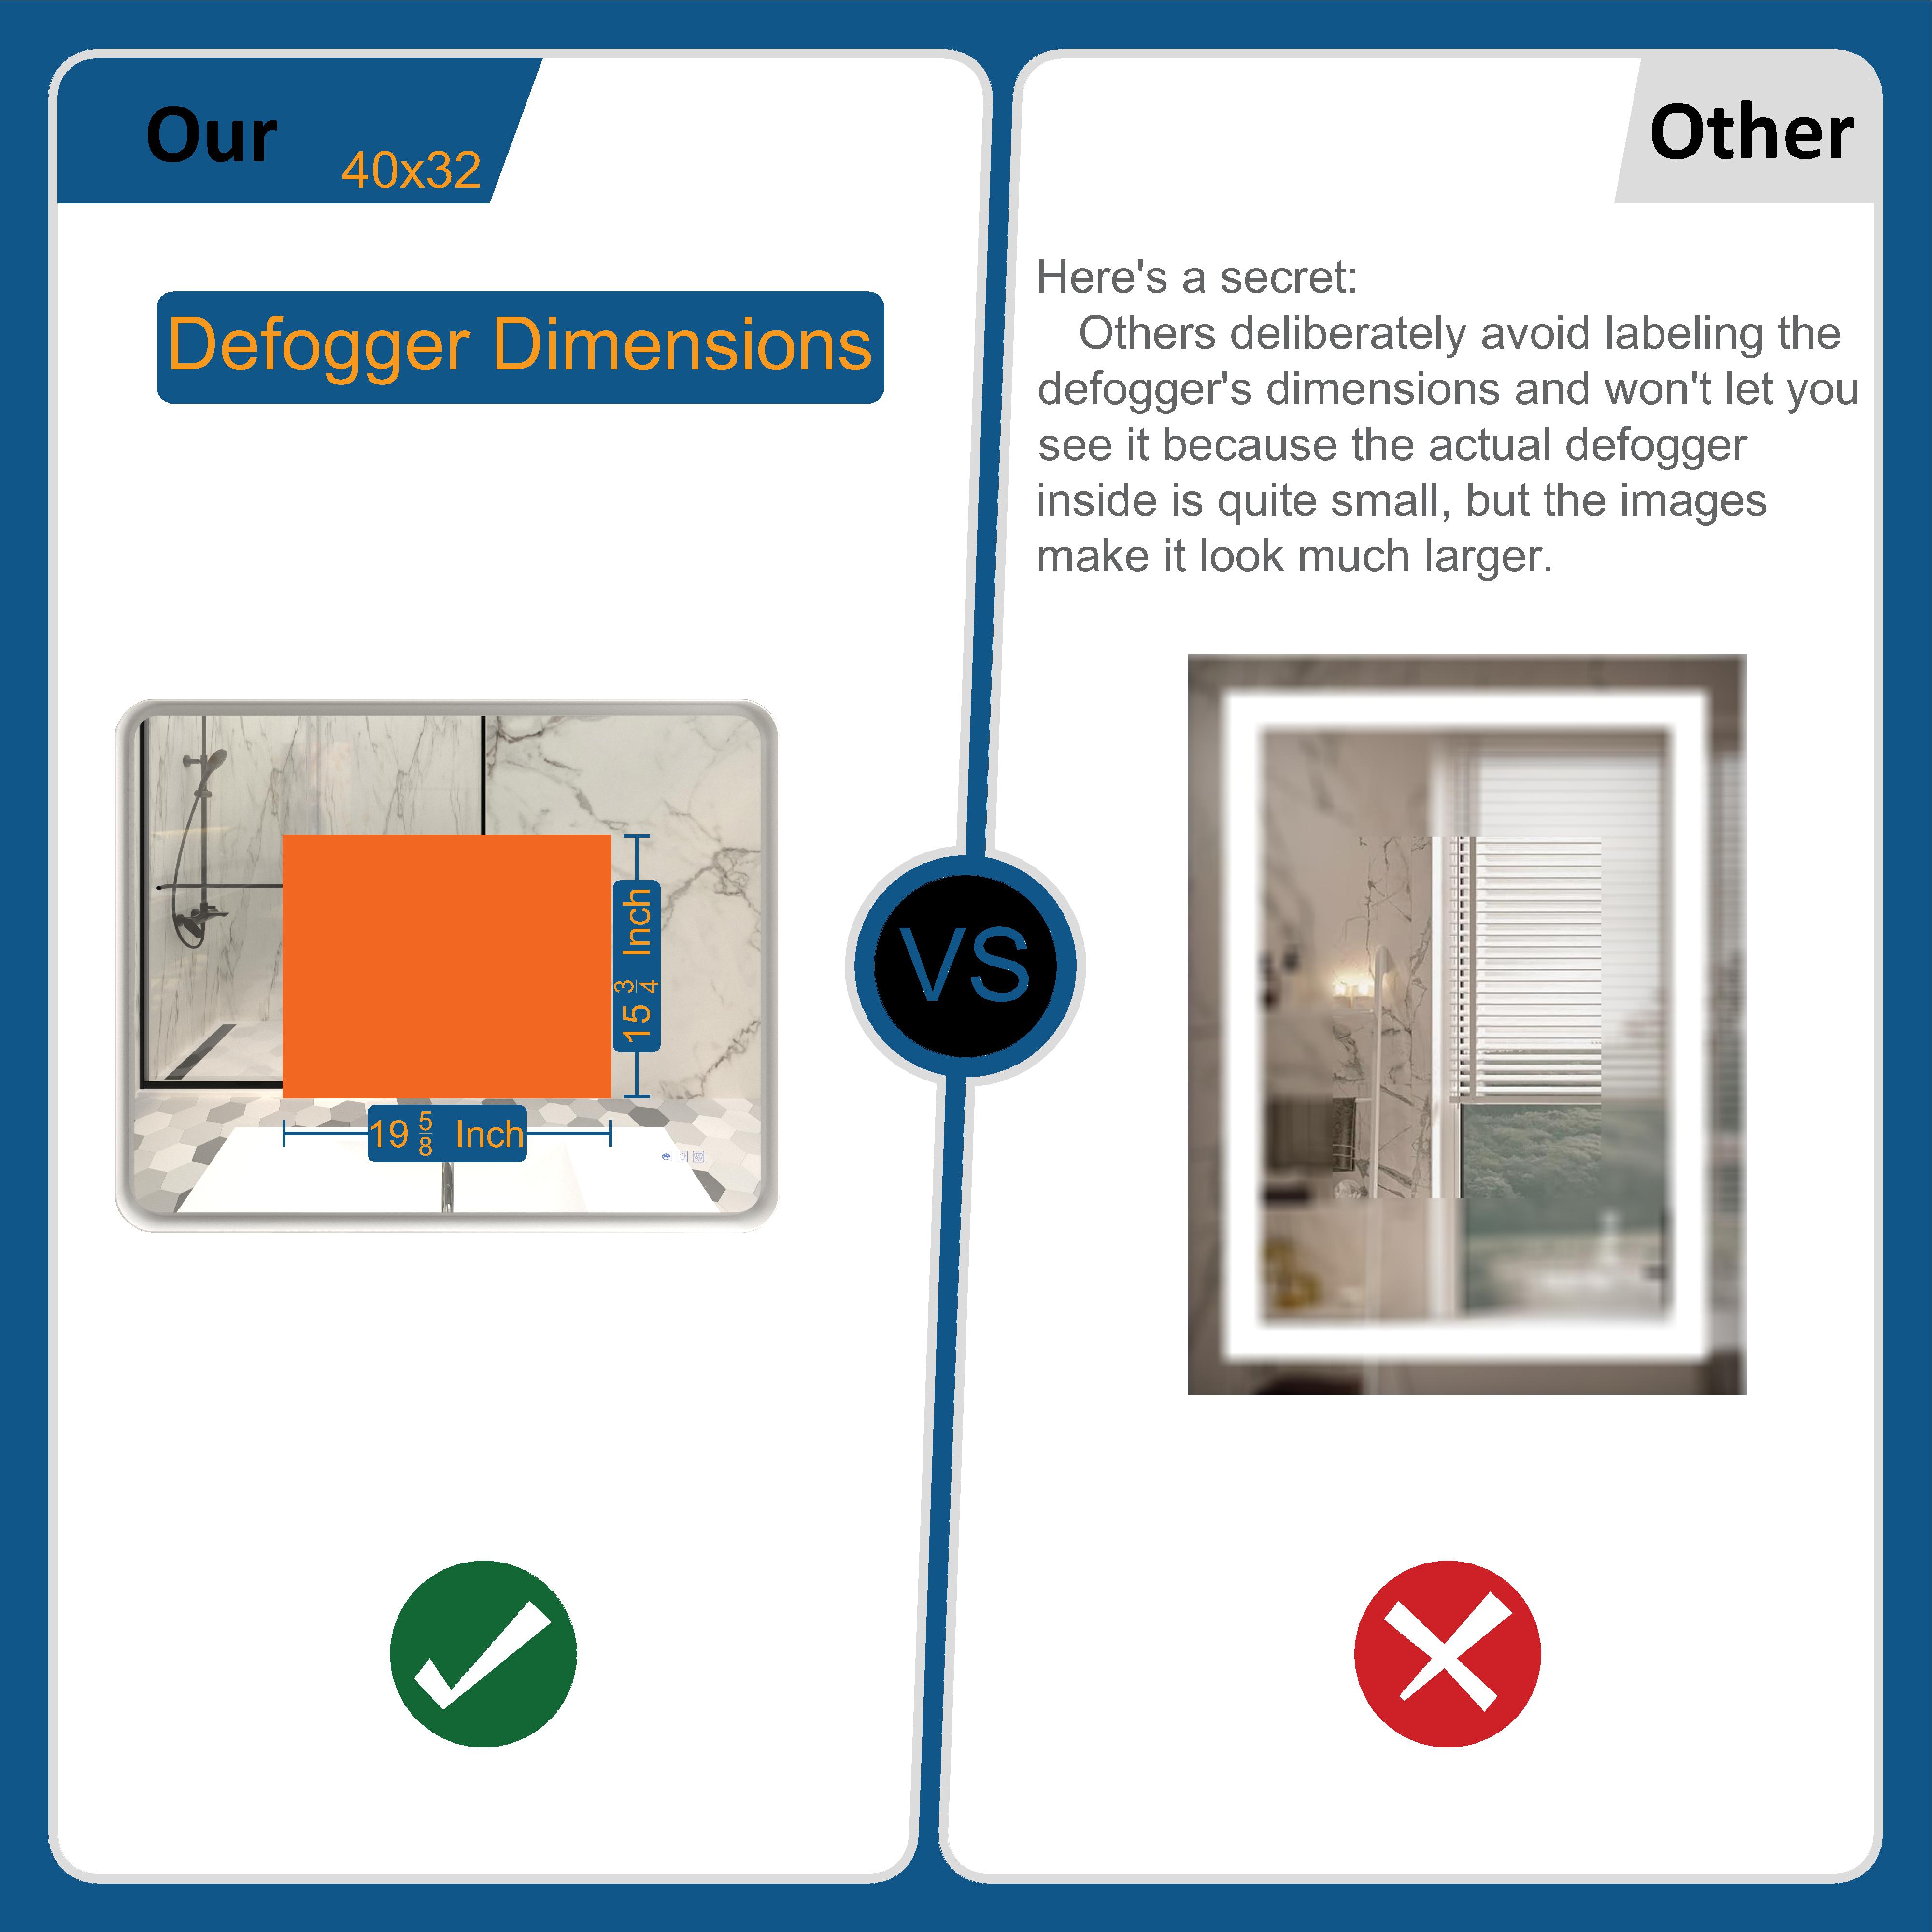 Our
40x32
Other
Defogger Dimensions
Here's a secret:
Others deliberately avoid labeling the
defogger's dimensions and won't let you
see it because the actual defogger
inside is quite small, but the images
make it look much larger.
15 3/4 Inch
19 5/8 Inch
VS